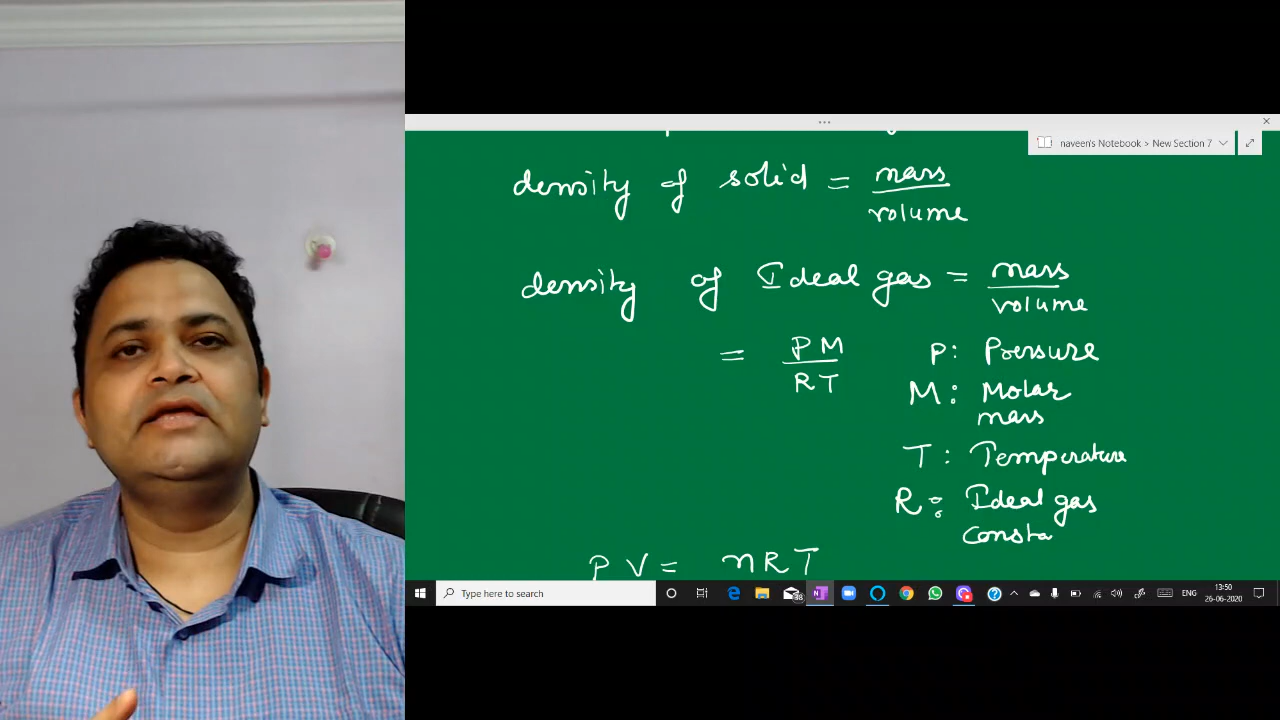 naveen's Notebook > New Section 7
density of solid = mass
volume
density of Ideal gas = mass
volume
= PM
RT
P: Pressure
M: Molar
mass
T: Temperature
R: Ideal gas
consta
PV = nRT
Type here to search
38
ENG
13:50
26-06-2020